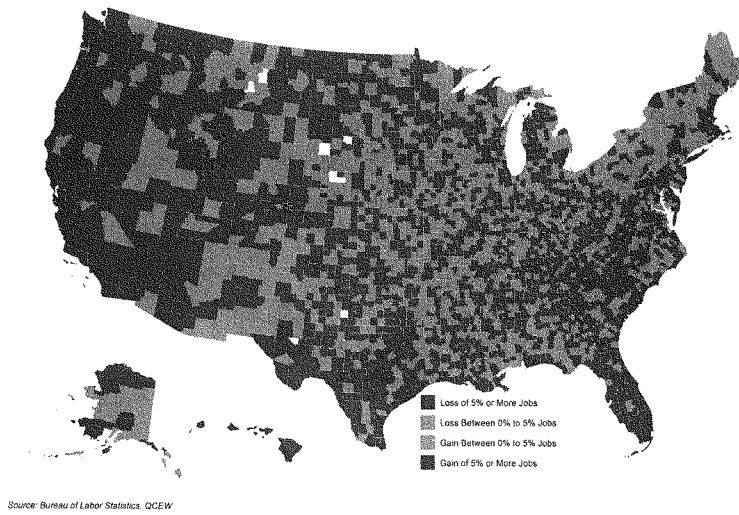 Loss of 5% or More Jobs
Loss Between 0% to 5% Jobs
Gain Between 0% to 5% Jobs
Gain of 5% or More Jobs
Source: Bureau of Labor Statistics, QCEW